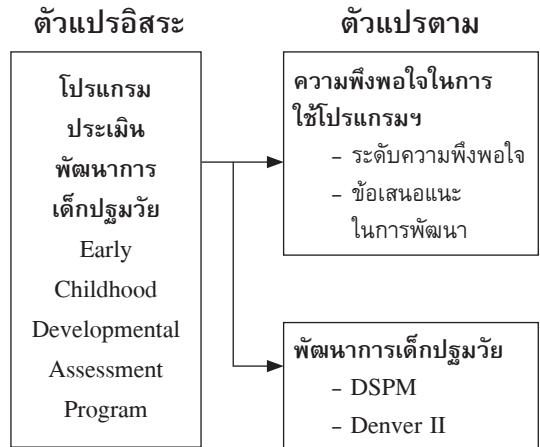 ตัวแปรอิสระ
โปรแกรม
ประเมิน
พัฒนาการ
เด็กปฐมวัย
Early
Childhood
Developmental
Assessment
Program
ตัวแปรตาม
ความพึงพอใจในการ
ใช้โปรแกรมฯ
- ระดับความพึงพอใจ
- ข้อเสนอแนะ
ในการพัฒนา
พัฒนาการเด็กปฐมวัย
- DSPM
- Denver II